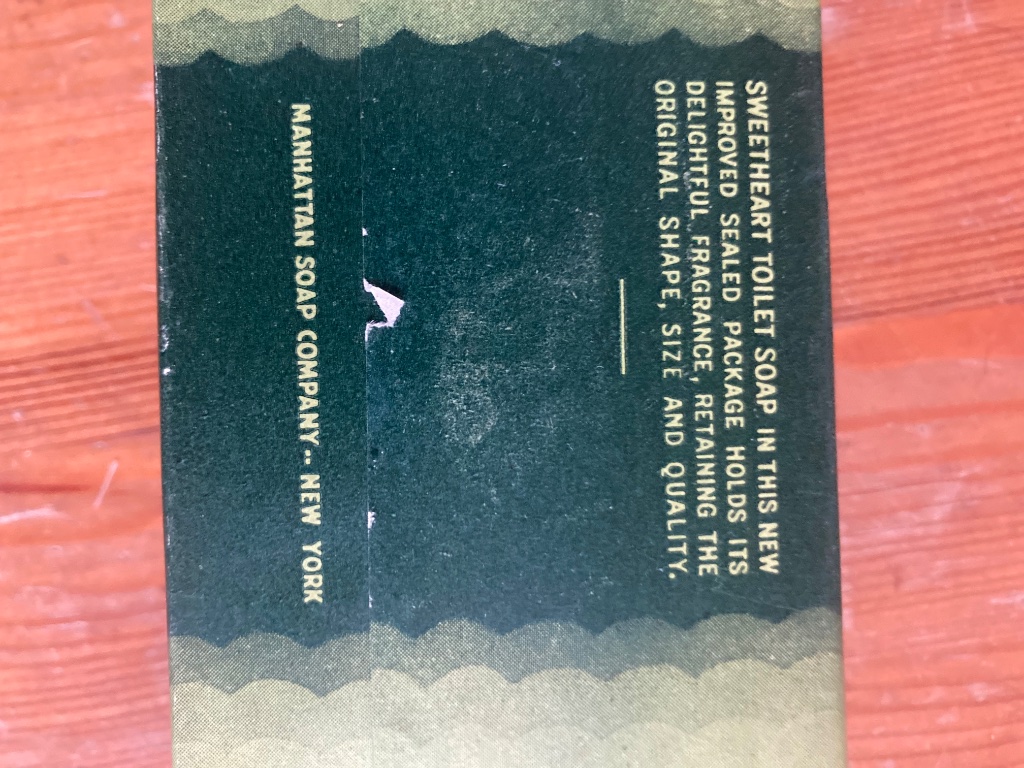 SWEETHEART TOILET SOAP IN THIS NEW
IMPROVED SEALED PACKAGE HOLDS ITS
DELIGHTFUL FRAGRANCE, RETAINING THE
ORIGINAL SHAPE, SIZE AND QUALITY.
MANHATTAN SOAP COMPANY-- NEW YORK